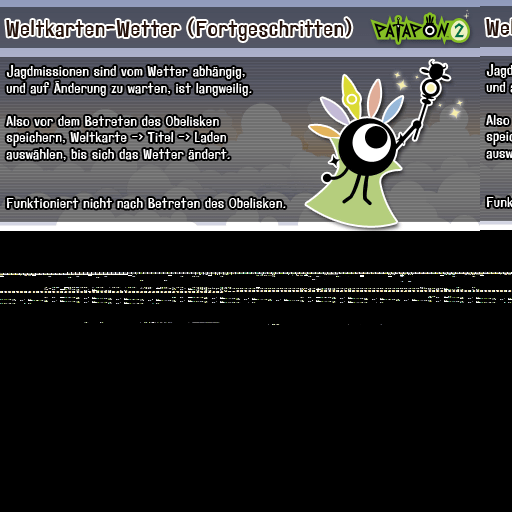 Weltkarten-Wetter (Fortgeschritten)
PATAPON 2
Jagdmissionen sind vom Wetter abhängig,
und auf Änderung zu warten, ist langweilig.
Also vor dem Betreten des Obelisken
speichern, Weltkarte -> Titel -> Laden
auswählen, bis sich das Wetter ändert.
Funktioniert nicht nach Betreten des Obelisken.